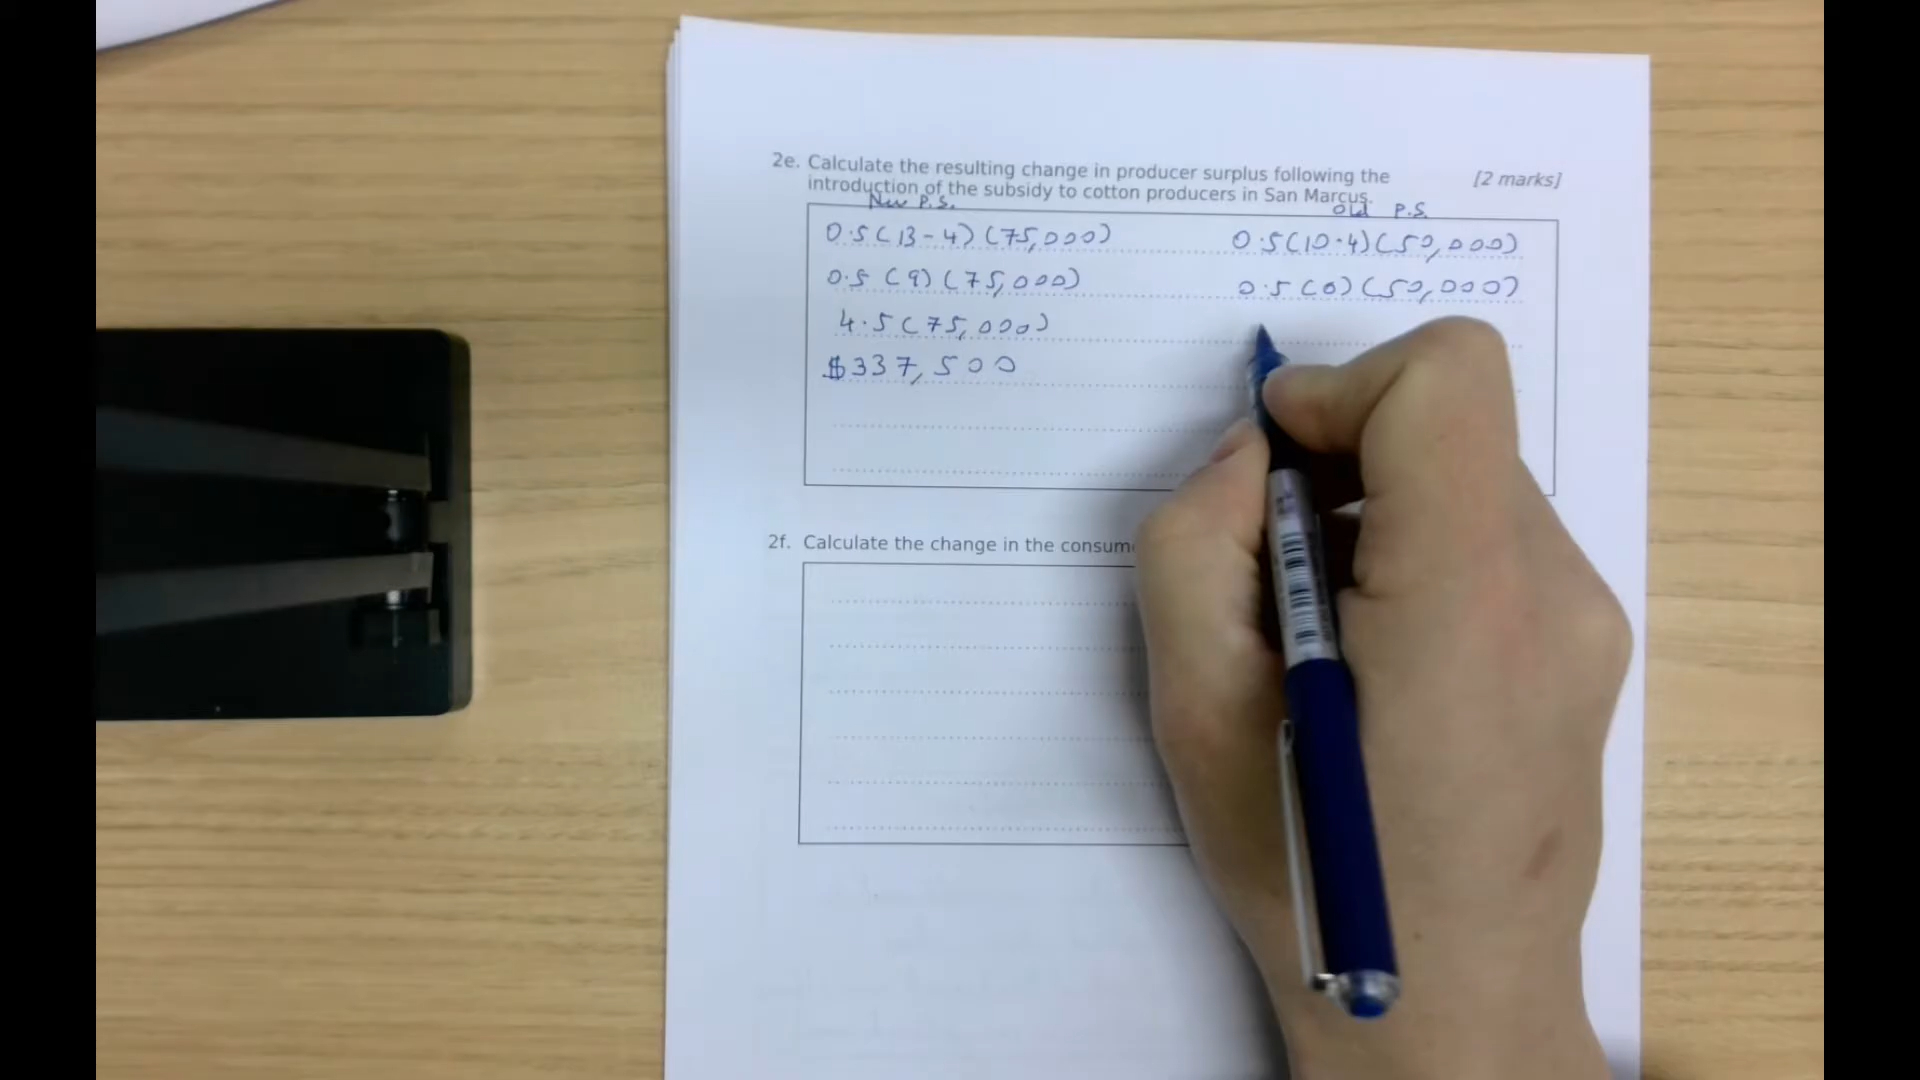 2e. Calculate the resulting change in producer surplus following the [2 marks]
introduction of the subsidy to cotton producers in San Marcus.
New P.S. Old P.S.
0.5(13-4)(75,000) 0.5(10-4)(50,000)
0.5(9)(75,000) 0.5(6)(50,000)
4.5(75,000)
$337,500
2f. Calculate the change in the